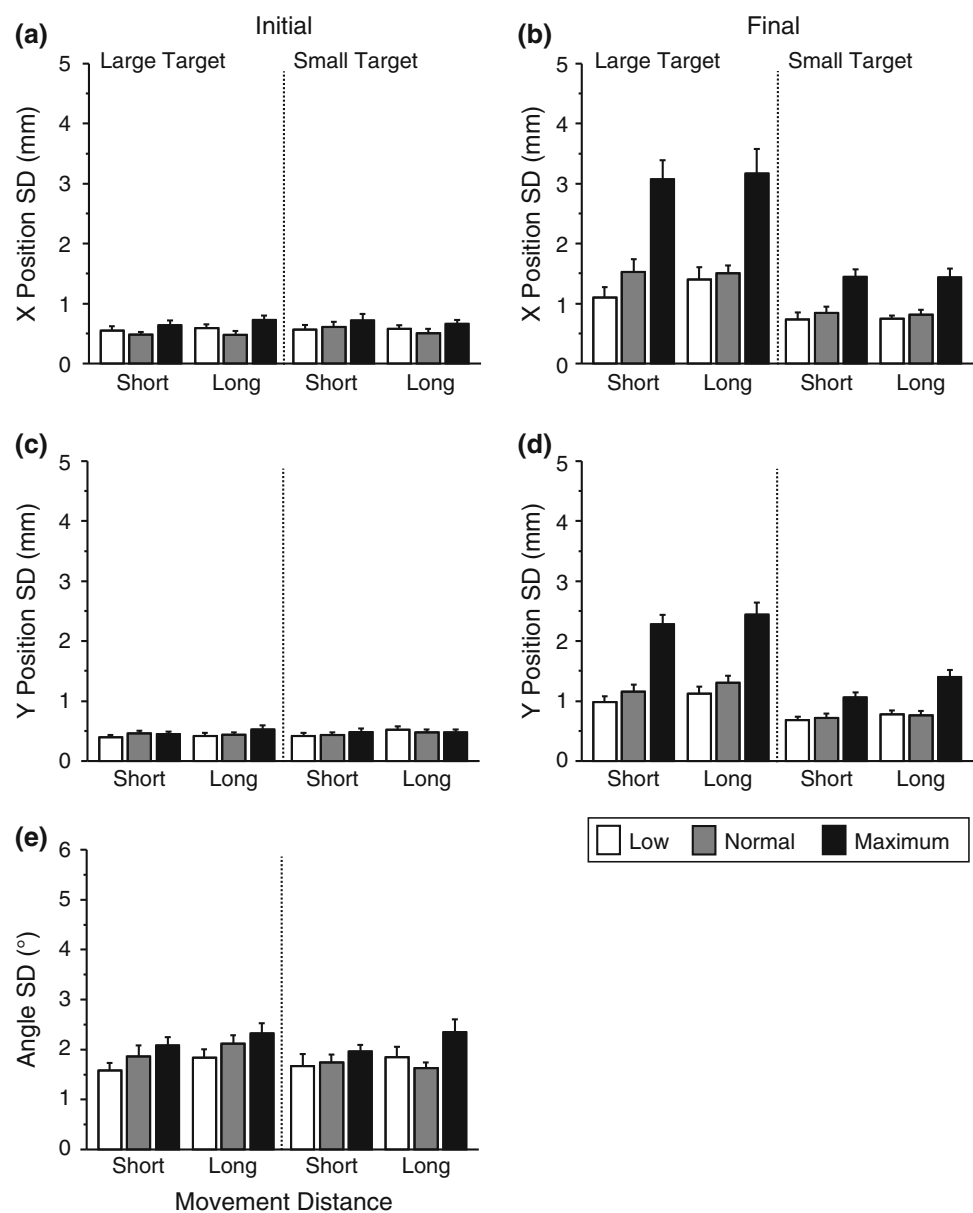 Initial
Final
(a)
(b)
Large Target
Small Target
Large Target
Small Target
X Position SD (mm)
5
4
3
2
1
0
Short
Long
Short
Long
X Position SD (mm)
5
4
3
2
1
0
Short
Long
Short
Long
(c)
(d)
Y Position SD (mm)
5
4
3
2
1
0
Short
Long
Short
Long
Y Position SD (mm)
5
4
3
2
1
0
Short
Long
Short
Long
Low
Normal
Maximum
(e)
Angle SD (°)
6
5
4
3
2
1
0
Short
Long
Short
Long
Movement Distance